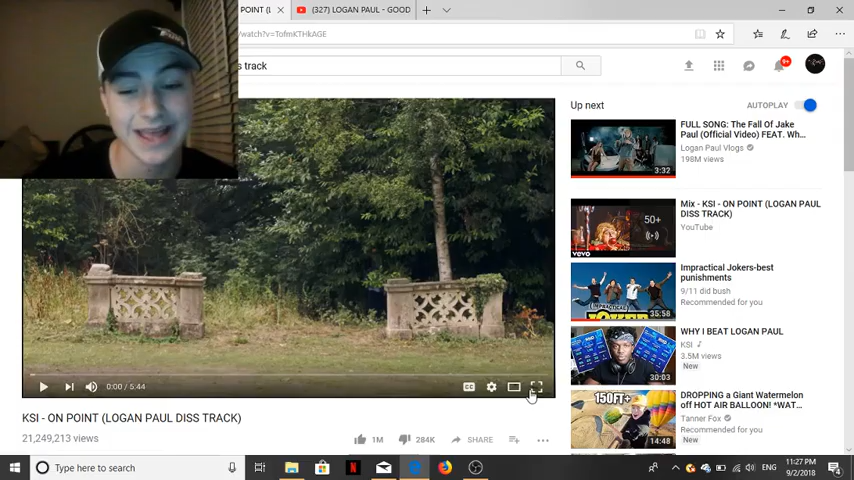 POINT (L
(327) LOGAN PAUL - GOOD
/watch?v=TofmKTHkAGE
s track
9+
Up next
AUTOPLAY
FULL SONG: The Fall Of Jake
Paul (Official Video) FEAT. Wh...
Logan Paul Vlogs
198M views
3:32
Mix - KSI - ON POINT (LOGAN PAUL
DISS TRACK)
YouTube
50+
vevo
Impractical Jokers-best
punishments
9/11 did bush
Recommended for you
35:58
WHY I BEAT LOGAN PAUL
KSI
3.5M views
New
30:03
DROPPING a Giant Watermelon
off HOT AIR BALLOON! *WAT...
Tanner Fox
Recommended for you
New
150FT+
14:48
0:00 / 5:44
CC
KSI - ON POINT (LOGAN PAUL DISS TRACK)
21,249,213 views
1M
284K
SHARE
Type here to search
ENG
11:27 PM
9/2/2018
4